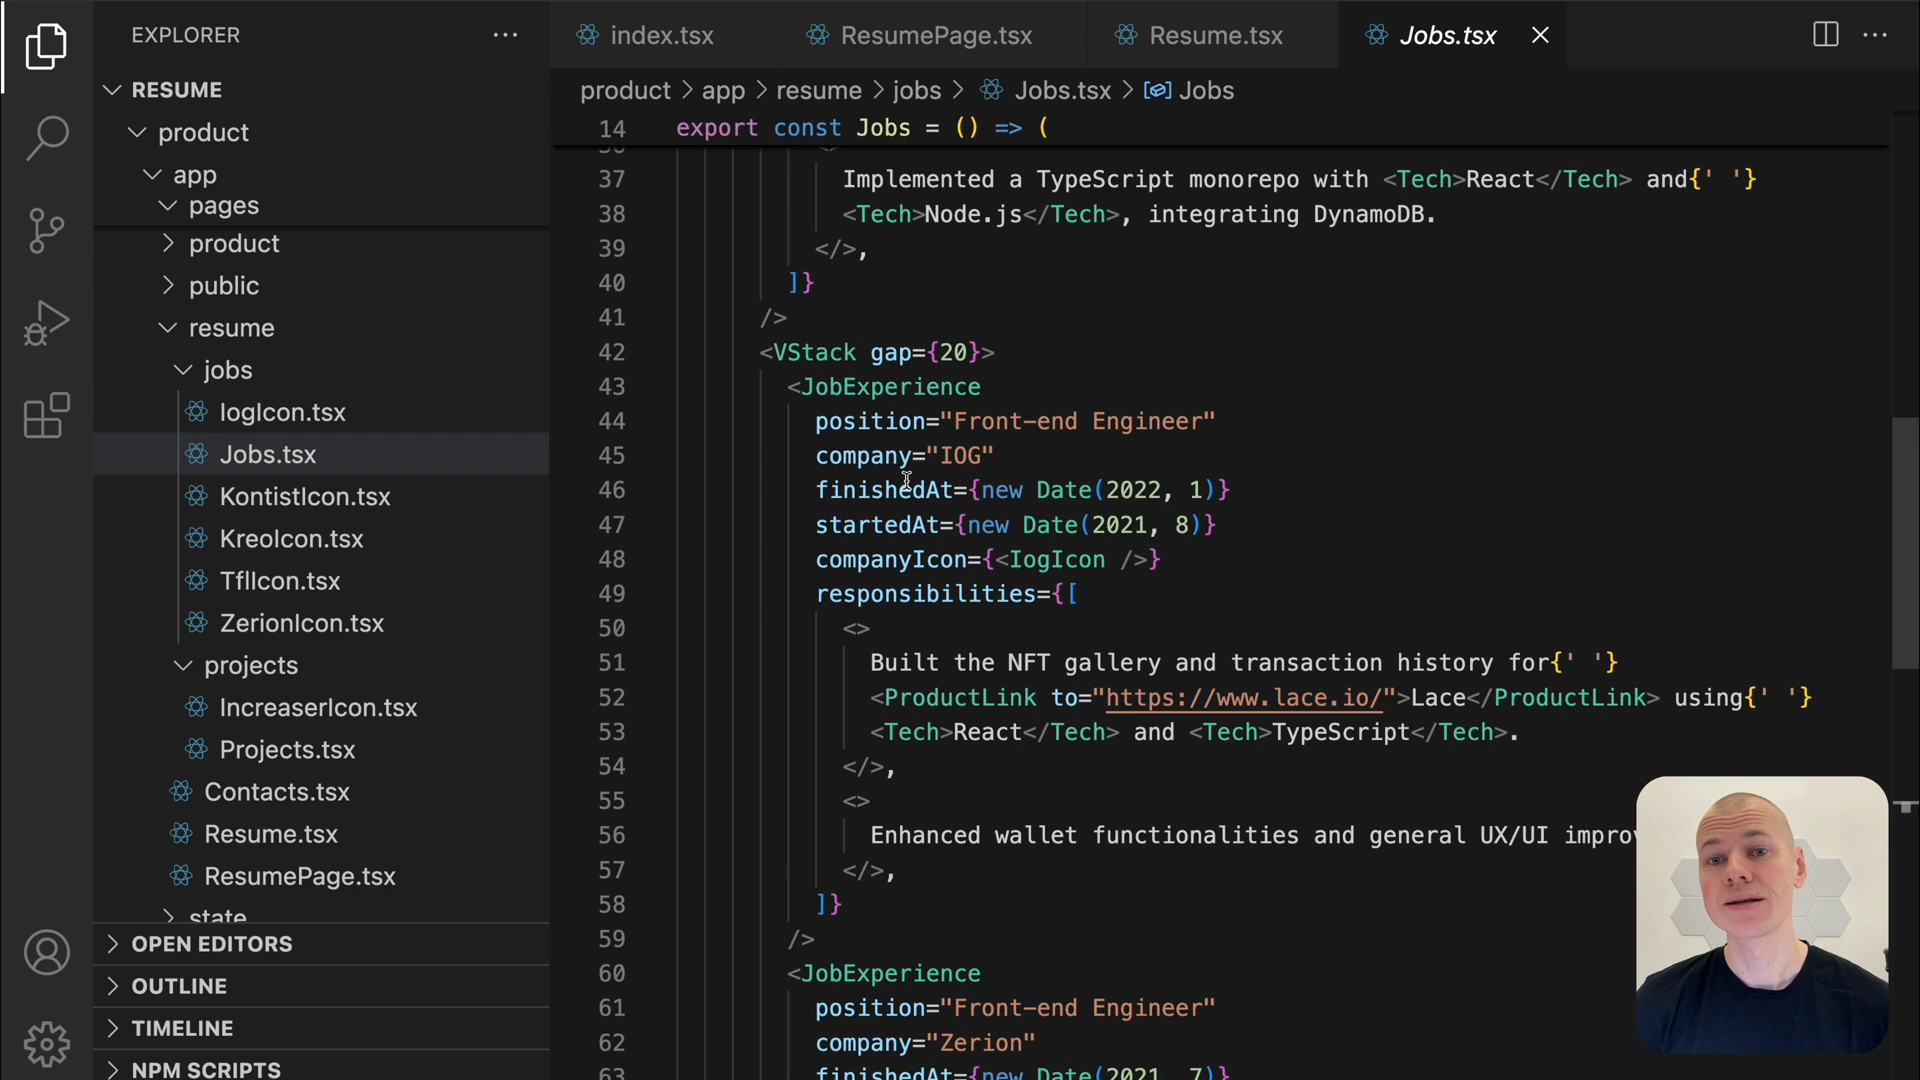 EXPLORER
RESUME
product
app
pages
product
public
resume
jobs
IogIcon.tsx
Jobs.tsx
KontistIcon.tsx
KreoIcon.tsx
TflIcon.tsx
ZerionIcon.tsx
projects
IncreaserIcon.tsx
Projects.tsx
Contacts.tsx
Resume.tsx
ResumePage.tsx
state
OPEN EDITORS
OUTLINE
TIMELINE
NPM SCRIPTS
index.tsx
ResumePage.tsx
Resume.tsx
Jobs.tsx
product > app > resume > jobs > Jobs.tsx > Jobs
14 export const Jobs = () => (
36 <>
37 Implemented a TypeScript monorepo with <Tech>React</Tech> and{' '}
38 <Tech>Node.js</Tech>, integrating DynamoDB.
39 </>,
40 ]}
41 />
42 <VStack gap={20}>
43 <JobExperience
44 position="Front-end Engineer"
45 company="IOG"
46 finishedAt={new Date(2022, 1)}
47 startedAt={new Date(2021, 8)}
48 companyIcon={<IogIcon />}
49 responsibilities={[
50 <>
51 Built the NFT gallery and transaction history for{' '}
52 <ProductLink to="https://www.lace.io/">Lace</ProductLink> using{' '}
53 <Tech>React</Tech> and <Tech>TypeScript</Tech>.
54 </>,
55 <>
56 Enhanced wallet functionalities and general UX/UI
57 </>,
58 ]}
59 />
60 <JobExperience
61 position="Front-end Engineer"
62 company="Zerion"
63 finishedAt={new Date(2021, 7)}